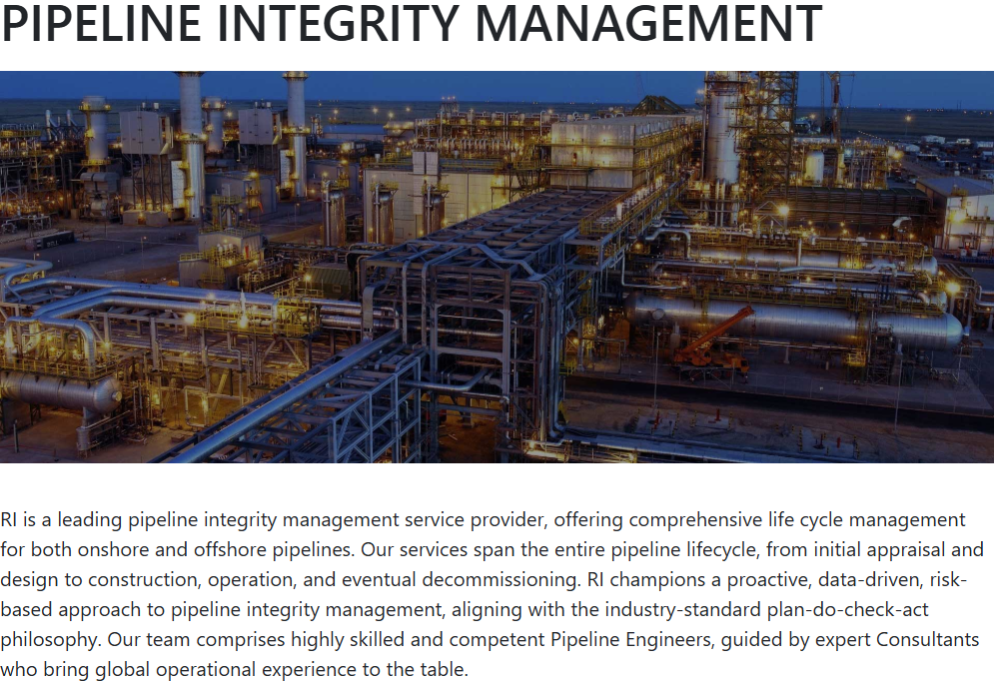 PIPELINE INTEGRITY MANAGEMENT
RI is a leading pipeline integrity management service provider, offering comprehensive life cycle management
for both onshore and offshore pipelines. Our services span the entire pipeline lifecycle, from initial appraisal and
design to construction, operation, and eventual decommissioning. RI champions a proactive, data-driven, risk-
based approach to pipeline integrity management, aligning with the industry-standard plan-do-check-act
philosophy. Our team comprises highly skilled and competent Pipeline Engineers, guided by expert Consultants
who bring global operational experience to the table.